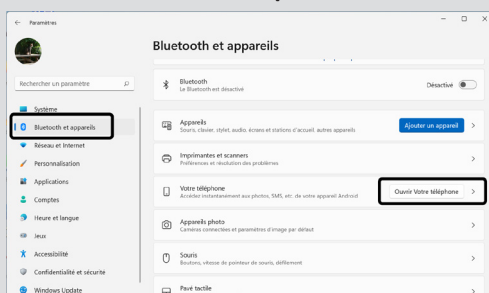 Paramètres
Bluetooth et appareils
Rechercher un paramètre
Système
Bluetooth et appareils
Réseau et Internet
Personnalisation
Applications
Comptes
Heure et langue
Jeux
Accessibilité
Confidentialité et sécurité
Windows Update
Bluetooth
Le Bluetooth est désactivé
Désactivé
Appareils
Souris, clavier, stylet, audio, écrans et stations d'accueil, autres appareils
Ajouter un appareil
Imprimantes et scanners
Préférences et résolution des problèmes
Votre téléphone
Accédez instantanément aux photos, SMS, etc. de votre appareil Android
Ouvrir Votre téléphone
Appareils photo
Caméras connectées et paramètres d'image par défaut
Souris
Boutons, vitesse de pointeur de souris, défilement
Pavé tactile